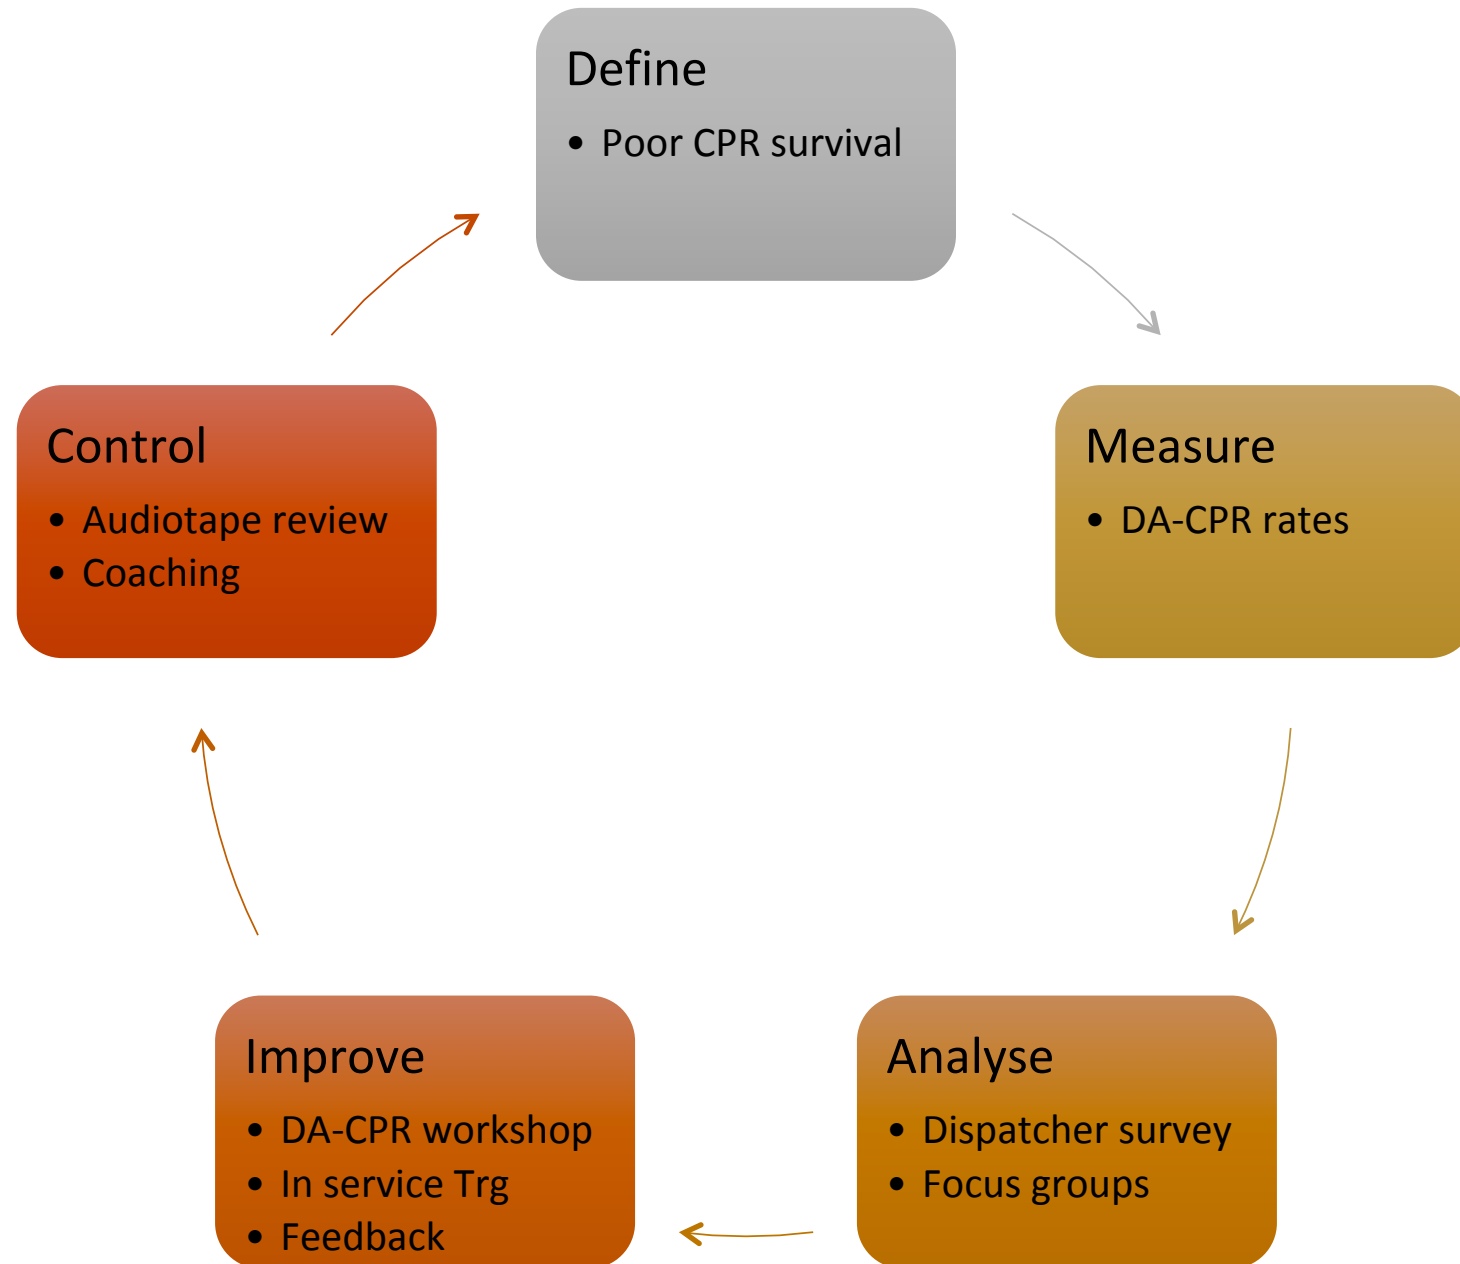 Define
• Poor CPR survival
Measure
• DA-CPR rates
Analyse
• Dispatcher survey
• Focus groups
Improve
• DA-CPR workshop
• In service Trg
• Feedback
Control
• Audiotape review
• Coaching